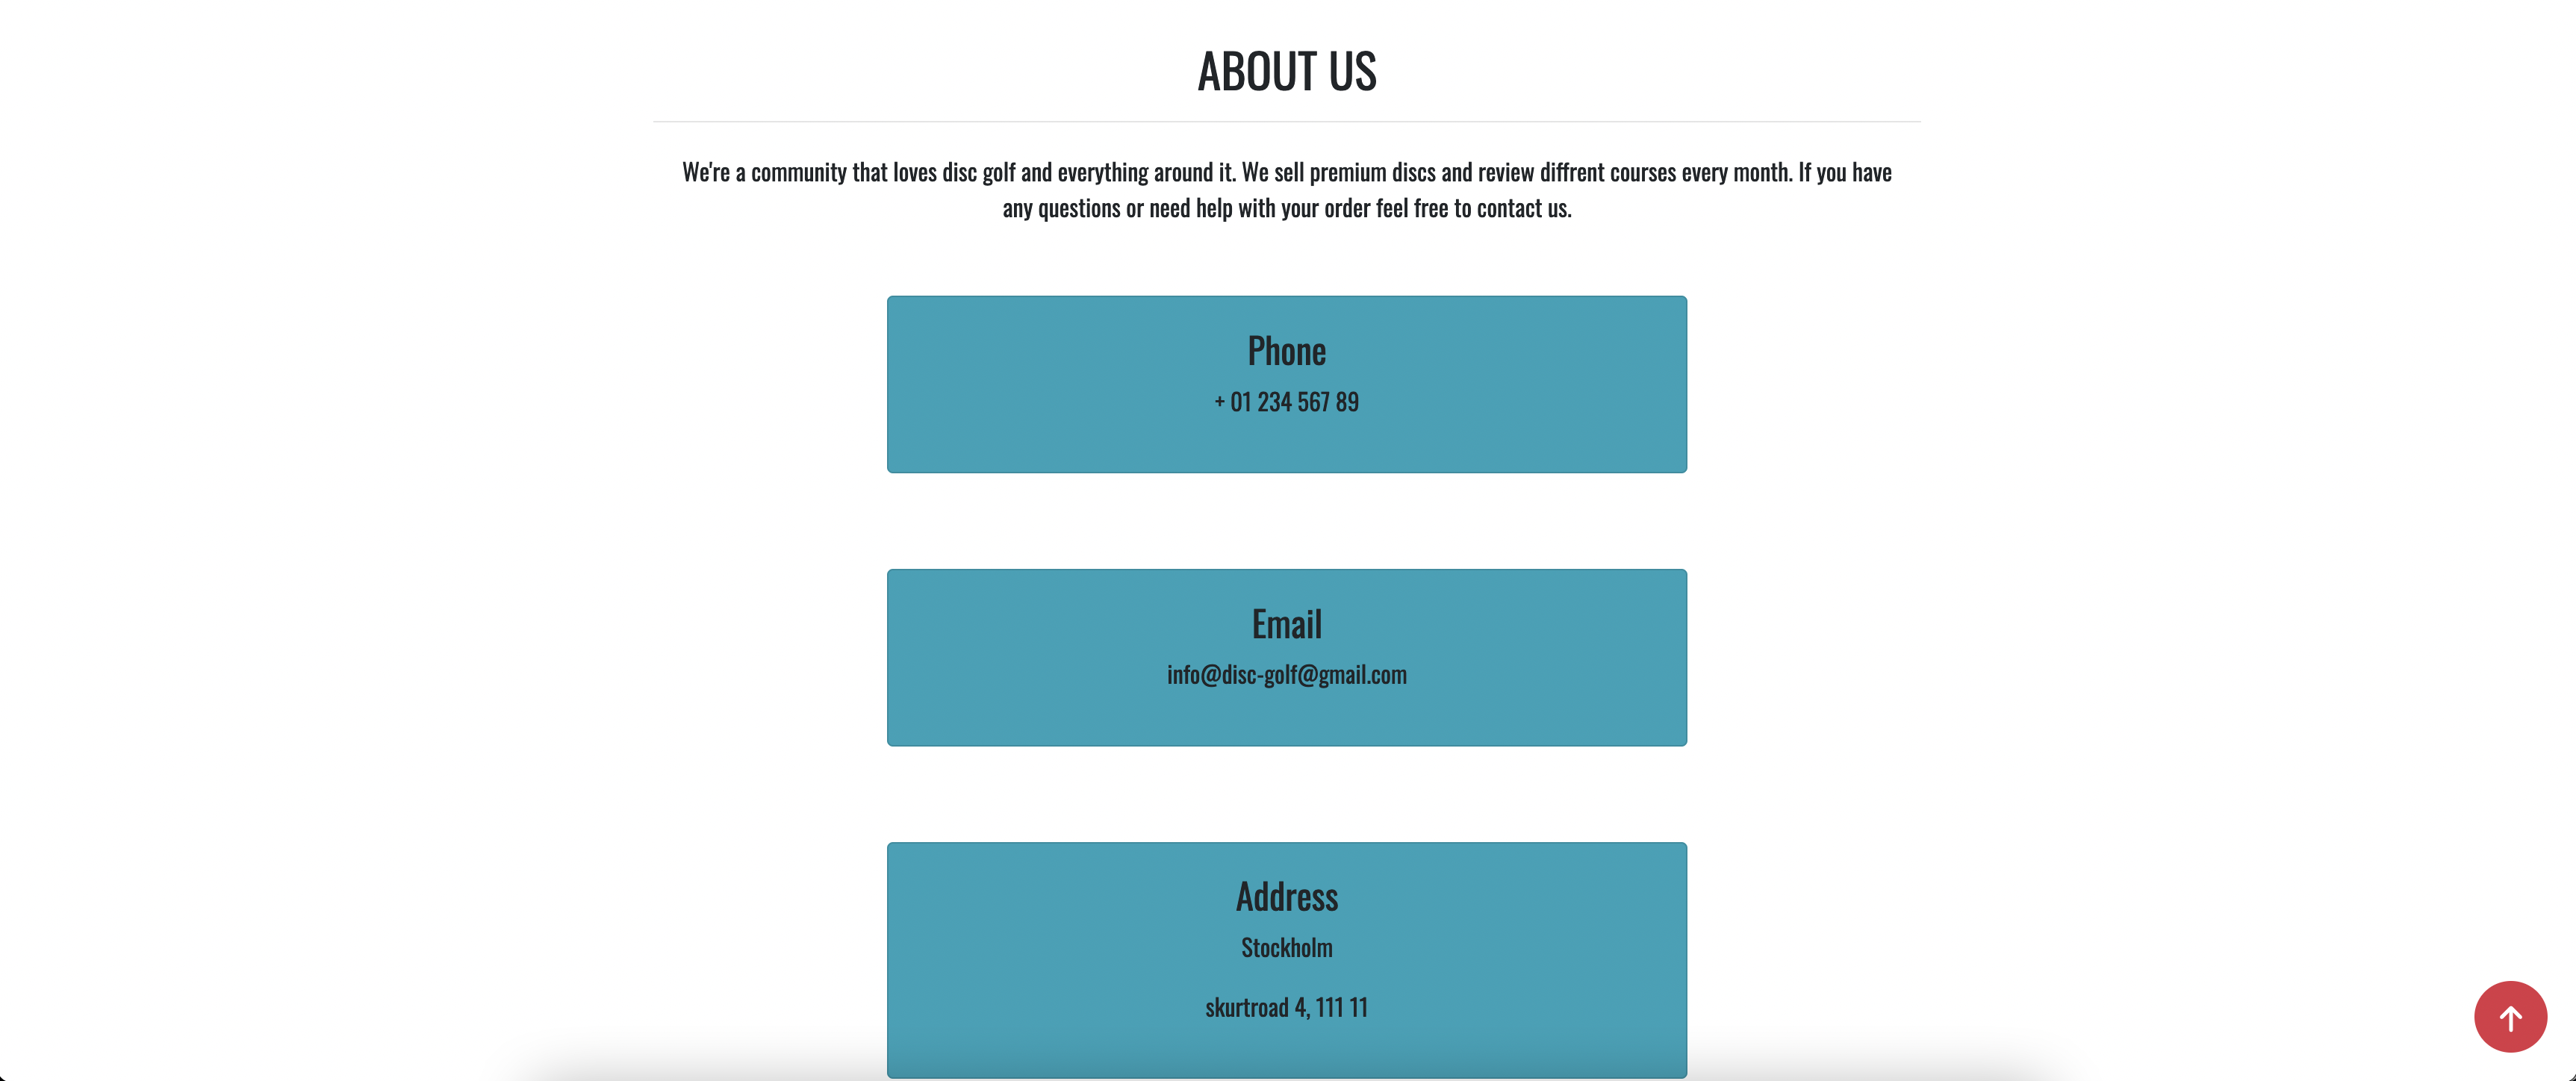 ABOUT US
We're a community that loves disc golf and everything around it. We sell premium discs and review diffrent courses every month. If you have
any questions or need help with your order feel free to contact us.
Phone
+ 01 234 567 89
Email
info@disc-golf@gmail.com
Address
Stockholm
skurtroad 4, 111 11